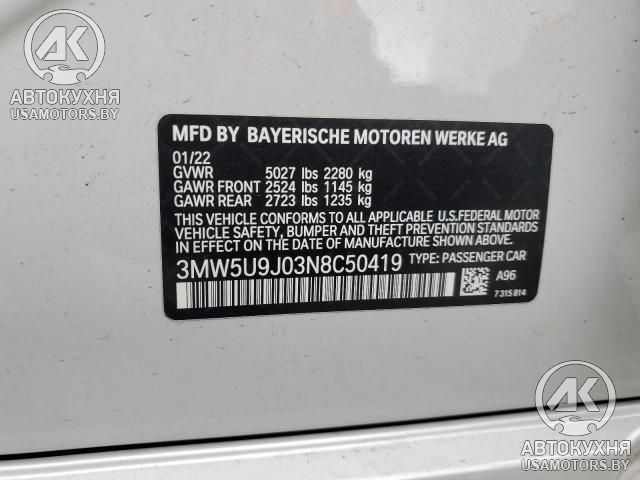 AK
АВТОКУХНЯ
USAMOTORS.BY
MFD BY BAYERISCHE MOTOREN WERKE AG
01/22
GVWR 5027 lbs 2280 kg
GAWR FRONT 2524 lbs 1145 kg
GAWR REAR 2723 lbs 1235 kg
THIS VEHICLE CONFORMS TO ALL APPLICABLE U.S.FEDERAL MOTOR
VEHICLE SAFETY, BUMPER AND THEFT PREVENTION STANDARDS
IN EFFECT ON THE DATE OF MANUFACTURE SHOWN ABOVE.
3MW5U9J03N8C50419 TYPE: PASSENGER CAR
A96
7315814
AK
АВТОКУХНЯ
USAMOTORS.BY